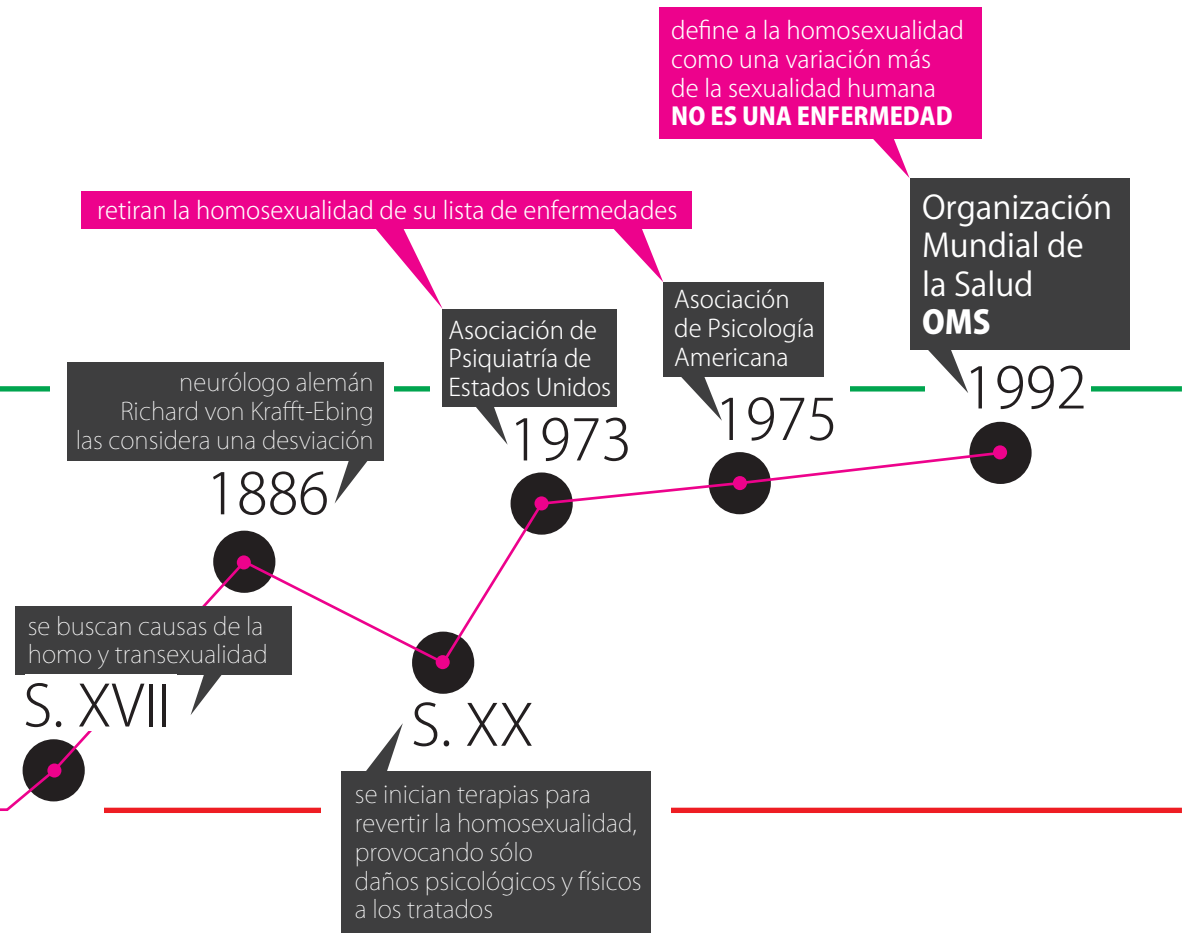 define a la homosexualidad
como una variación más
de la sexualidad humana
NO ES UNA ENFERMEDAD
retiran la homosexualidad de su lista de enfermedades
Organización
Mundial de
la Salud
OMS
1992
Asociación
de Psicología
Americana
1975
Asociación de
Psiquiatría de
Estados Unidos
1973
neurólogo alemán
Richard von Krafft-Ebing
las considera una desviación
1886
se buscan causas de la
homo y transexualidad
S. XVII
S. XX
se inician terapias para
revertir la homosexualidad,
provocando sólo
daños psicológicos y físicos
a los tratados